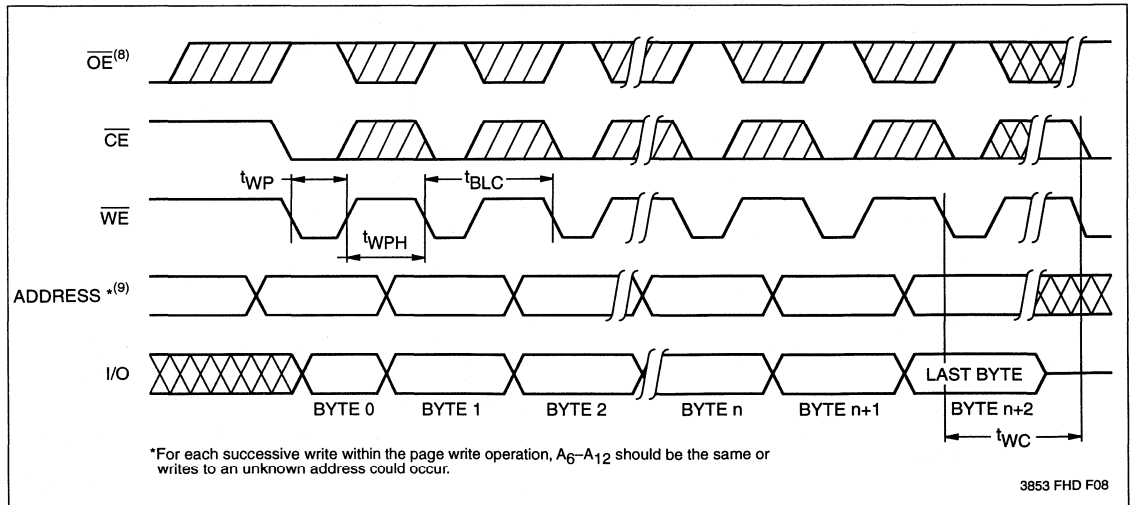 OE(8)
CE
tWP
tBLC
WE
tWPH
ADDRESS *(9)
I/O
LAST BYTE
BYTE 0
BYTE 1
BYTE 2
BYTE n
BYTE n+1
BYTE n+2
tWC
*For each successive write within the page write operation, A6–A12 should be the same or
writes to an unknown address could occur.
3853 FHD F08